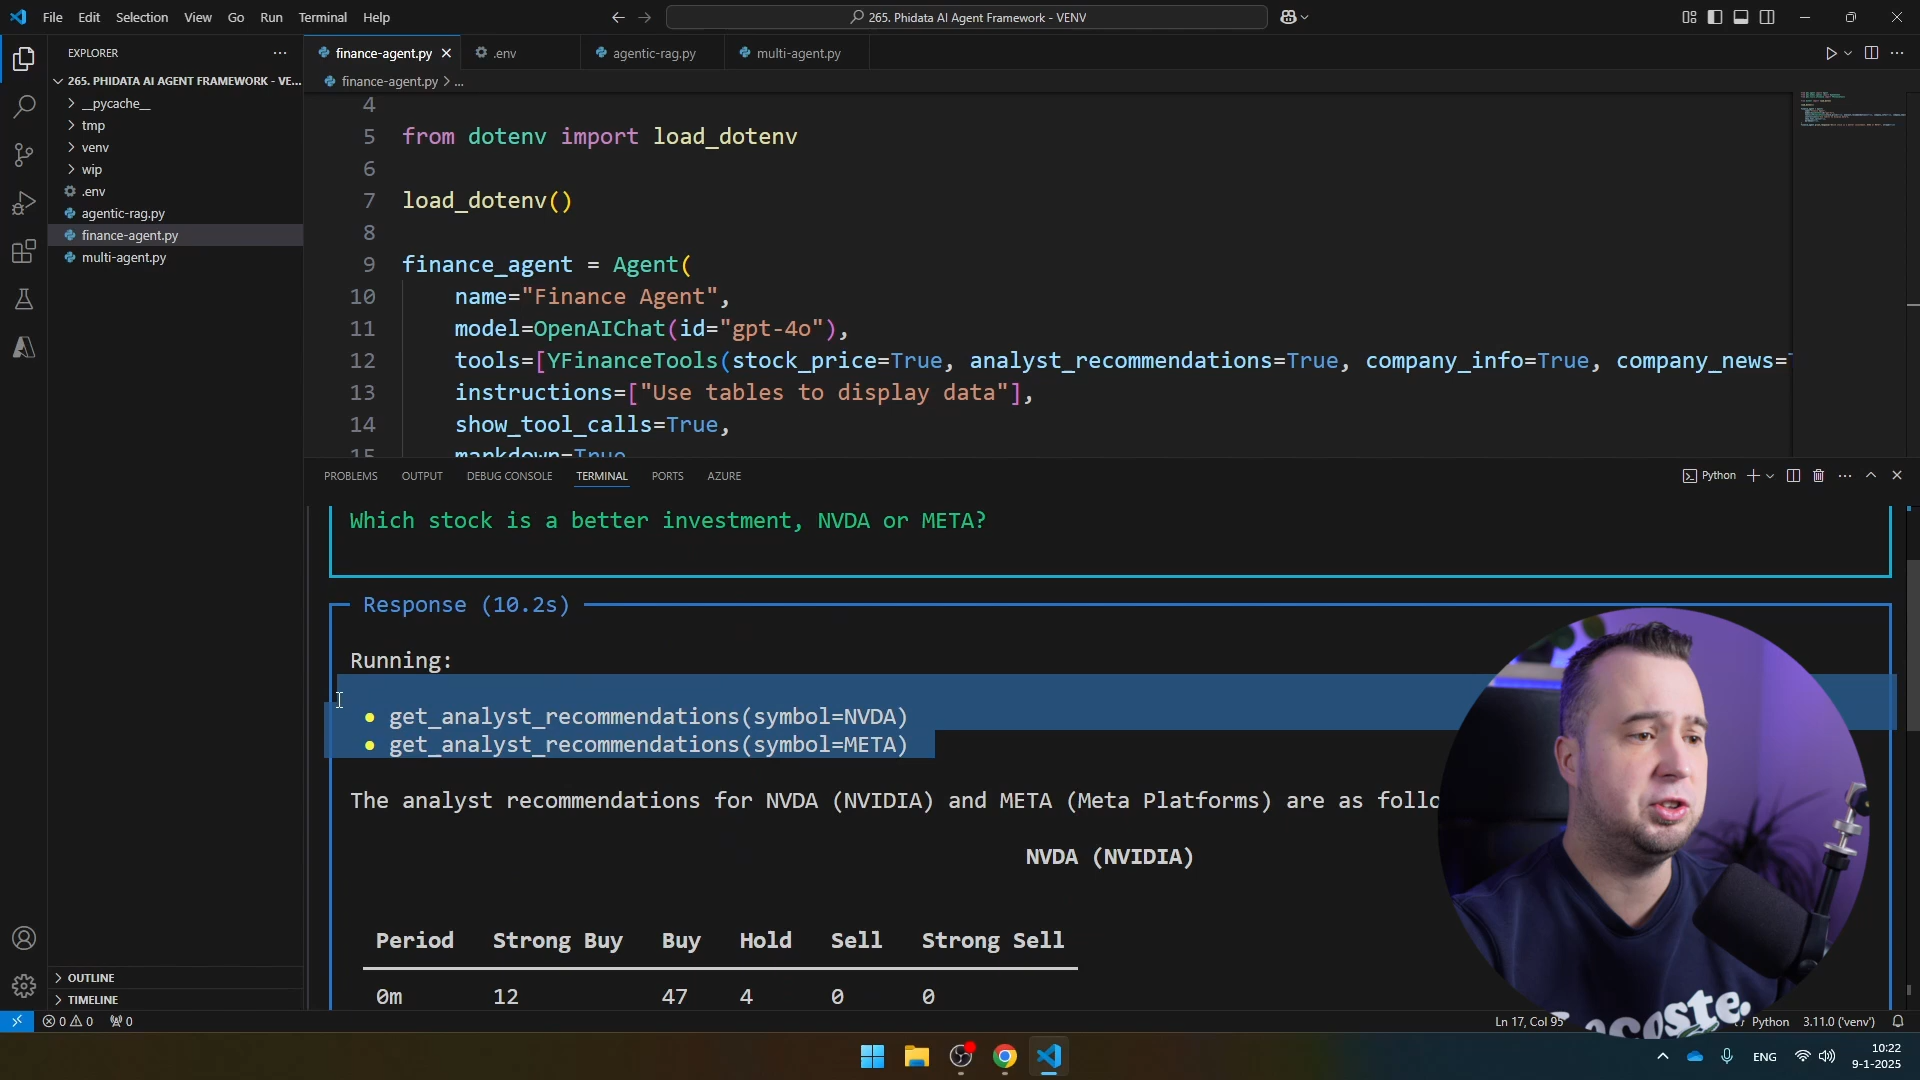 File Edit Selection View Go Run Terminal Help
265. Phidata AI Agent Framework - VENV
EXPLORER
265. PHIDATA AI AGENT FRAMEWORK - VE...
__pycache__
tmp
venv
wip
.env
agentic-rag.py
finance-agent.py
multi-agent.py
OUTLINE
TIMELINE
finance-agent.py .env agentic-rag.py multi-agent.py
finance-agent.py > ...
4
5 from dotenv import load_dotenv
6
7 load_dotenv()
8
9 finance_agent = Agent(
10 name="Finance Agent",
11 model=OpenAIChat(id="gpt-4o"),
12 tools=[YFinanceTools(stock_price=True, analyst_recommendations=True, company_info=True, company_news=
13 instructions=["Use tables to display data"],
14 show_tool_calls=True,
15 markdown=True
PROBLEMS OUTPUT DEBUG CONSOLE TERMINAL PORTS AZURE
Python
Which stock is a better investment, NVDA or META?
Response (10.2s)
Running:
• get_analyst_recommendations(symbol=NVDA)
• get_analyst_recommendations(symbol=META)
The analyst recommendations for NVDA (NVIDIA) and META (Meta Platforms) are as follo
NVDA (NVIDIA)
Period Strong Buy Buy Hold Sell Strong Sell
0m 12 47 4 0 0
0 0 0
Ln 17, Col 95
Python 3.11.0 ('venv')
ENG
10:22
9-1-2025